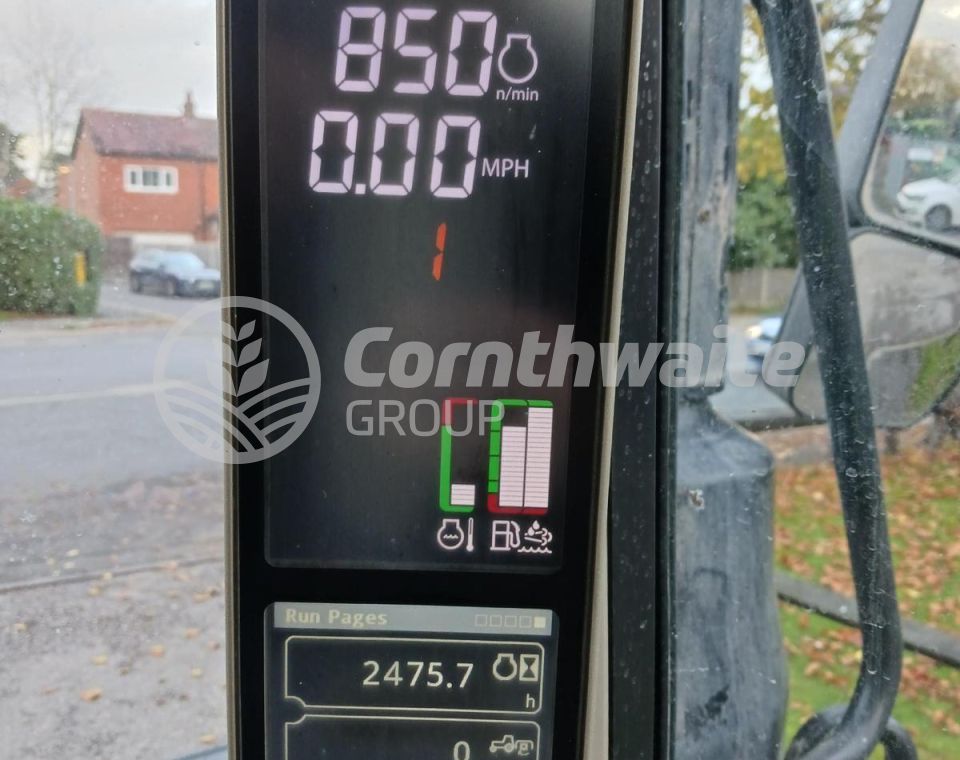 850
n/min
0.00 MPH
1
Cornthwaite
GROUP
Run Pages
2475.7
h
0